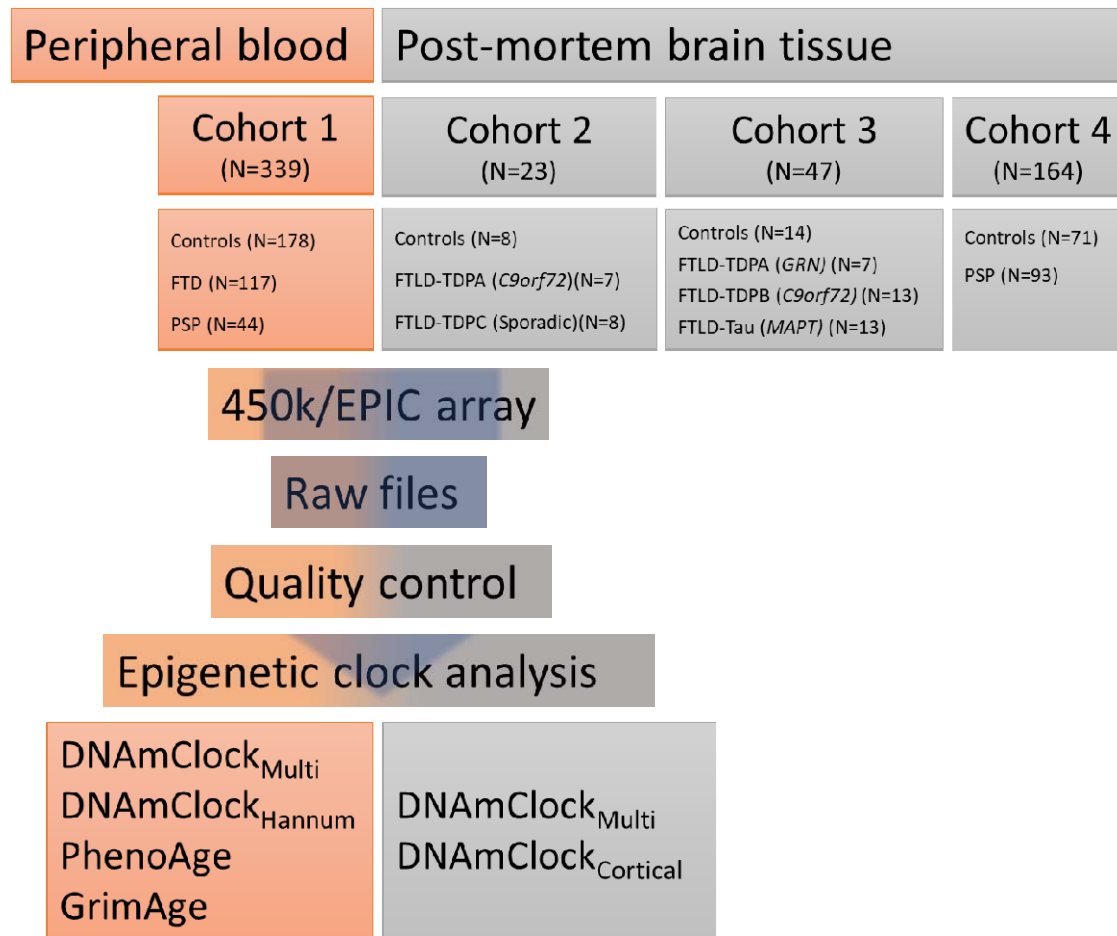 Peripheral blood
Post-mortem brain tissue
Cohort 1
(N=339)
Cohort 2
(N=23)
Cohort 3
(N=47)
Cohort 4
(N=164)
Controls (N=178)
FTD (N=117)
PSP (N=44)
Controls (N=8)
FTLD-TDPA (C9orf72)(N=7)
FTLD-TDPC (Sporadic)(N=8)
Controls (N=14)
FTLD-TDPA (GRN) (N=7)
FTLD-TDPB (C9orf72) (N=13)
FTLD-Tau (MAPT) (N=13)
Controls (N=71)
PSP (N=93)
450k/EPIC array
Raw files
Quality control
Epigenetic clock analysis
DNAmClockMulti
DNAmClockHannum
PhenoAge
GrimAge
DNAmClockMulti
DNAmClockCortical